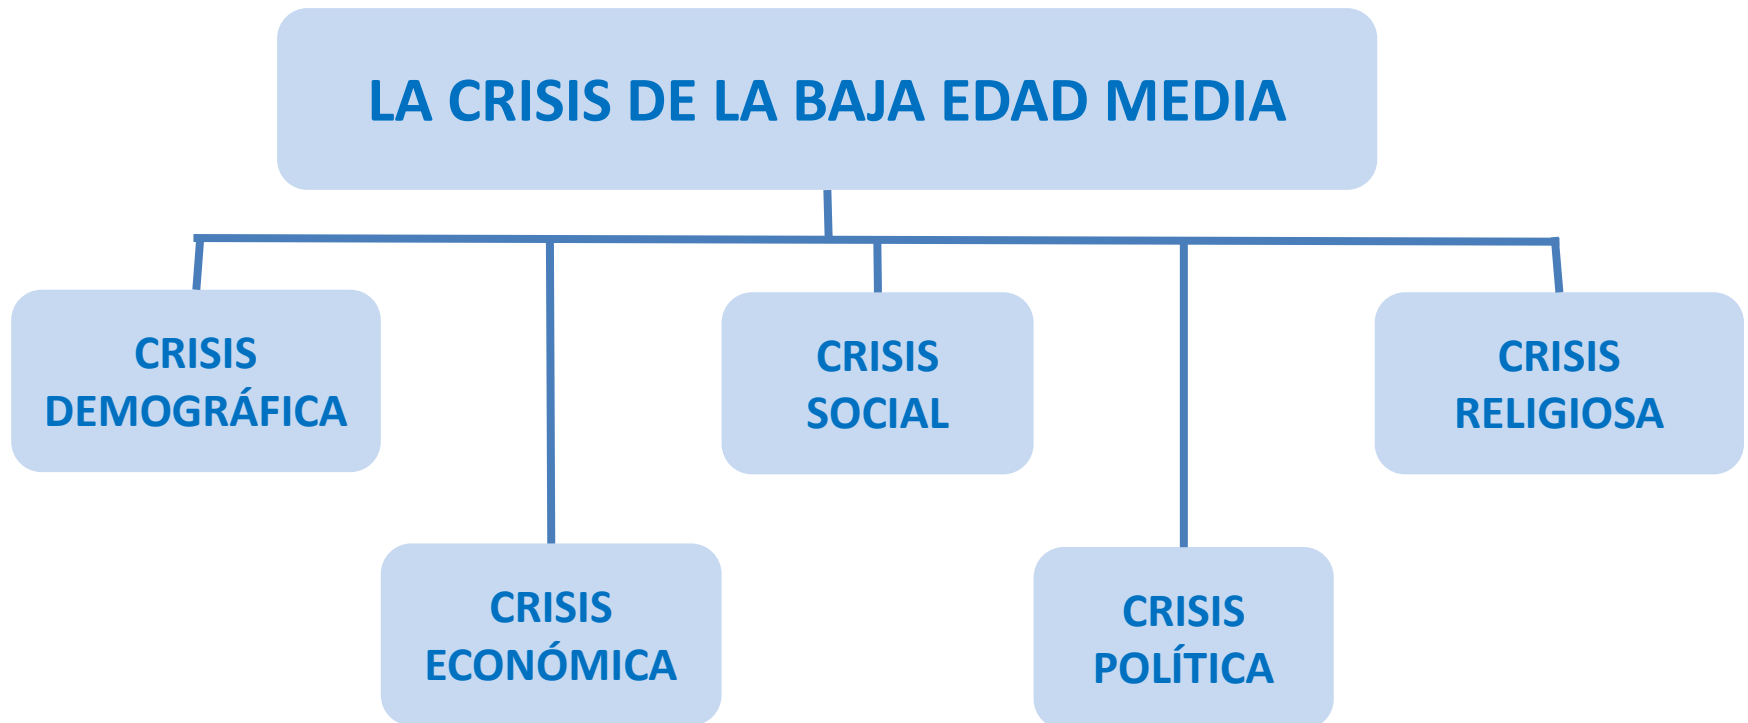 LA CRISIS DE LA BAJA EDAD MEDIA
CRISIS
DEMOGRÁFICA
CRISIS
ECONÓMICA
CRISIS
SOCIAL
CRISIS
POLÍTICA
CRISIS
RELIGIOSA